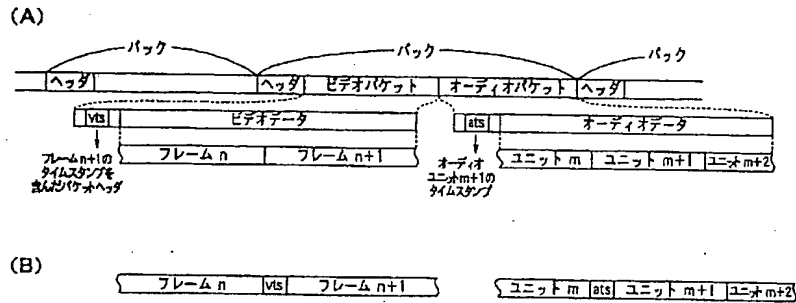 (A)
パック パック パック
ヘッダ ヘッダ ビデオパケット オーディオパケット ヘッダ
vts ビデオデータ ats オーディオデータ
フレームn+1の
タイムスタンプを
含んだパケットヘッダ
フレーム n フレーム n+1
オーディオ
ユニットm+1の
タイムスタンプ
ユニット m ユニット m+1 ユニット m+2
(B)
フレーム n vts フレーム n+1 ユニット m ats ユニット m+1 ユニット m+2